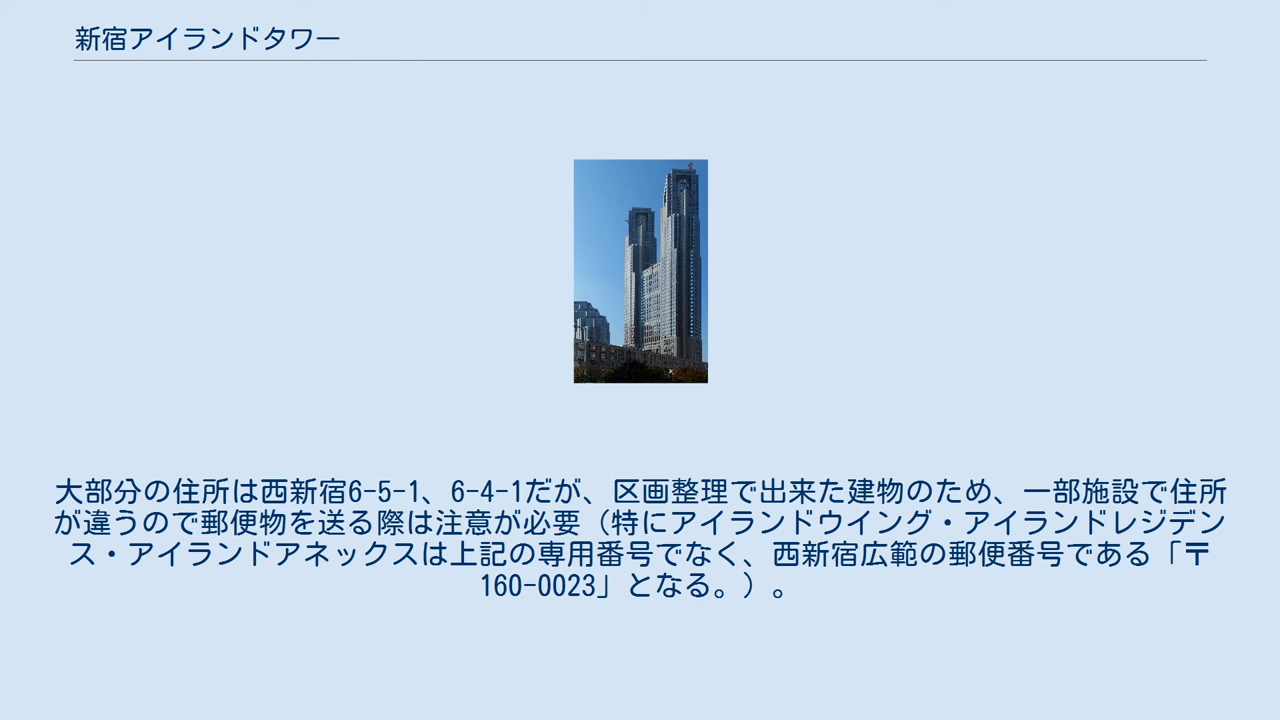 新宿アイランドタワー
大部分の住所は西新宿6-5-1、6-4-1だが、区画整理で出来た建物のため、一部施設で住所
が違うので郵便物を送る際は注意が必要（特にアイランドウイング・アイランドレジデン
ス・アイランドアネックスは上記の専用番号でなく、西新宿広範の郵便番号である「〒
160-0023」となる。）。